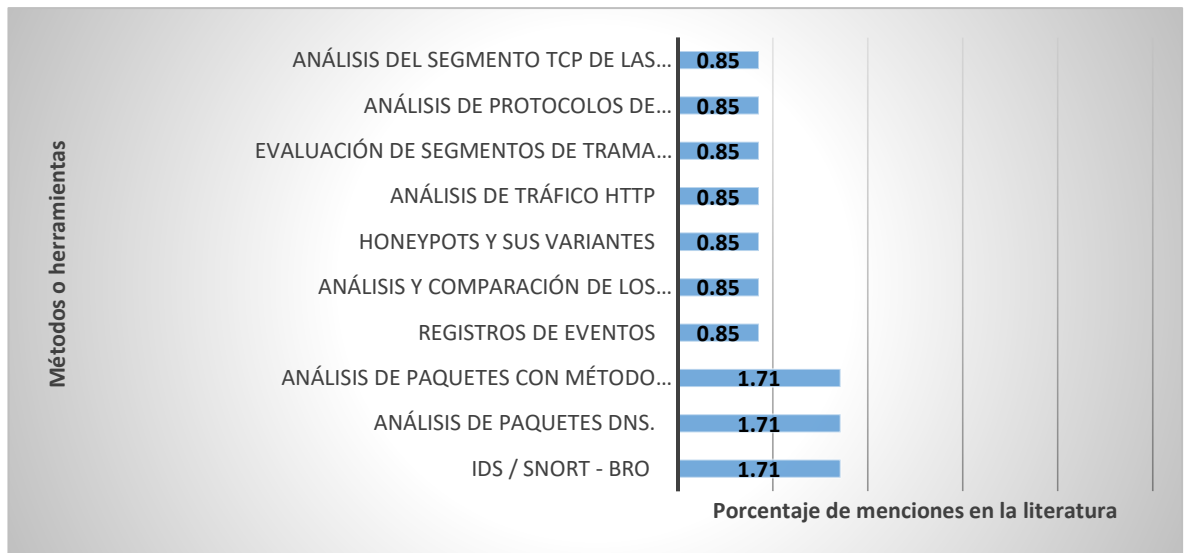 Métodos o herramientas
ANÁLISIS DEL SEGMENTO TCP DE LAS... 0.85
ANÁLISIS DE PROTOCOLOS DE... 0.85
EVALUACIÓN DE SEGMENTOS DE TRAMA... 0.85
ANÁLISIS DE TRÁFICO HTTP 0.85
HONEYPOTS Y SUS VARIANTES 0.85
ANÁLISIS Y COMPARACIÓN DE LOS... 0.85
REGISTROS DE EVENTOS 0.85
ANÁLISIS DE PAQUETES CON MÉTODO... 1.71
ANÁLISIS DE PAQUETES DNS. 1.71
IDS / SNORT - BRO 1.71
Porcentaje de menciones en la literatura